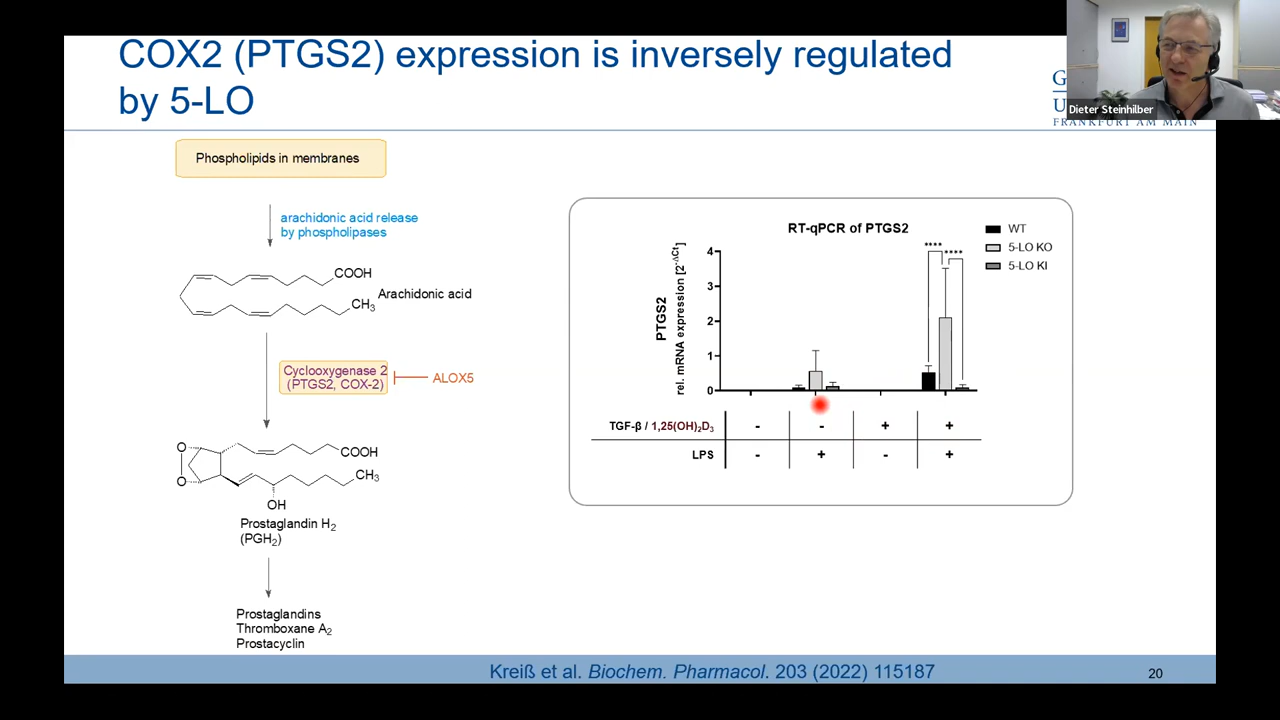 COX2 (PTGS2) expression is inversely regulated
by 5-LO
Dieter Steinhilber
FRANKFURT AM MAIN
Phospholipids in membranes
arachidonic acid release
by phospholipases
COOH
CH3
Arachidonic acid
Cyclooxygenase 2
(PTGS2, COX-2)
ALOX5
O
O
COOH
CH3
OH
Prostaglandin H2
(PGH2)
Prostaglandins
Thromboxane A2
Prostacyclin
RT-qPCR of PTGS2
WT
5-LO KO
5-LO KI
**** ****
PTGS2
rel. mRNA expression [2-ΔCt]
4
3
2
1
0
TGF-β / 1,25(OH)2D3 - - + +
LPS - + - +
Kreiß et al. Biochem. Pharmacol. 203 (2022) 115187
20